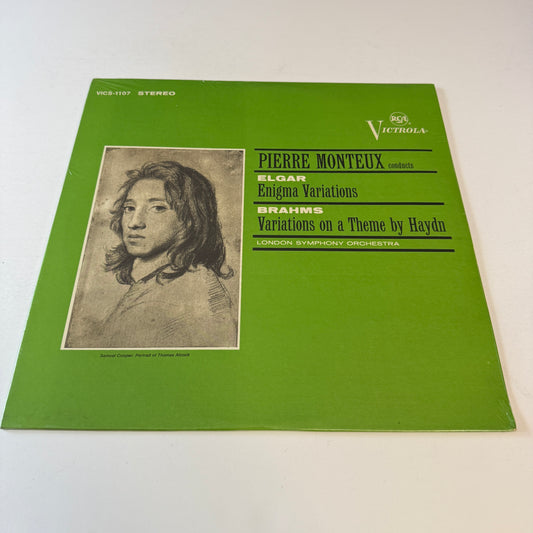 VICS-1107 STEREO
RCA
VICTROLA
PIERRE MONTEUX conducts
ELGAR
Enigma Variations
BRAHMS
Variations on a Theme by Haydn
LONDON SYMPHONY ORCHESTRA
Samuel Cooper: Portrait of Thomas Alcock